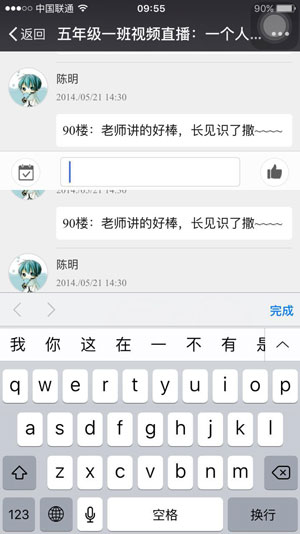 中国联通 09:55 90%
返回 五年级一班视频直播：一个人...
陈明
2014./05/21 14:30
90楼：老师讲的好棒，长见识了撒~~~~
2014./05/21 14:30
90楼：老师讲的好棒，长见识了撒~~~~
陈明
2014./05/21 14:30
完成
我 你 这 在 一 不 有 是
q w e r t y u i o p
a s d f g h j k l
z x c v b n m
123 空格 换行